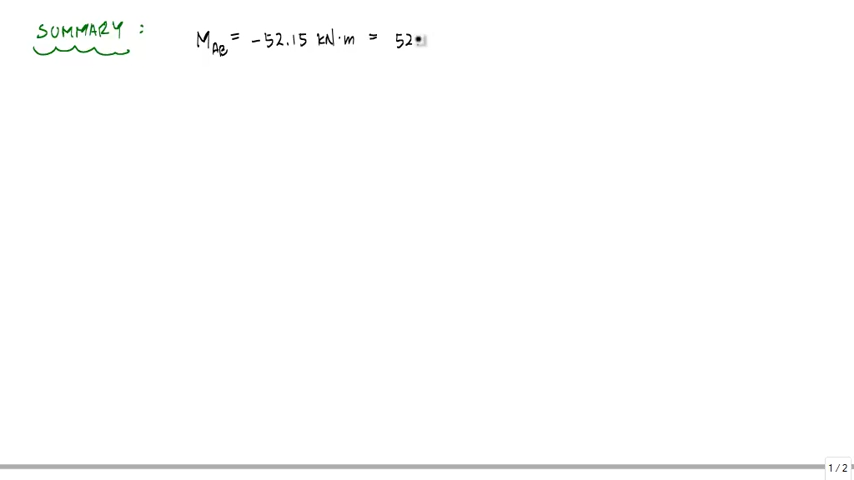 SUMMARY : M_AB = -52.15 kN·m = 52
1 / 2